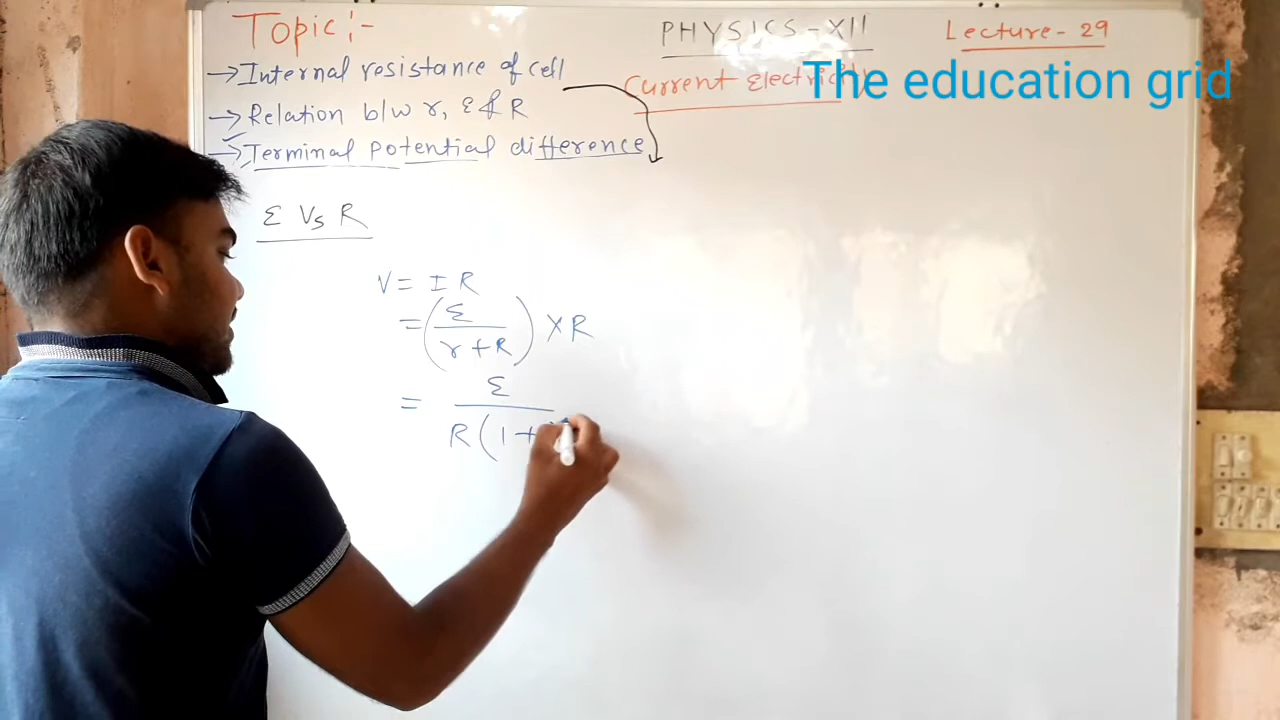 Topic :-
PHYSICS - XII
Lecture - 29
→ Internal resistance of cell
Current Electricity
The education grid
→ Relation b/w r, ε & R
→ Terminal potential difference
ε Vs R
V = I R
= (ε / r + R) × R
= ε / R (1 +